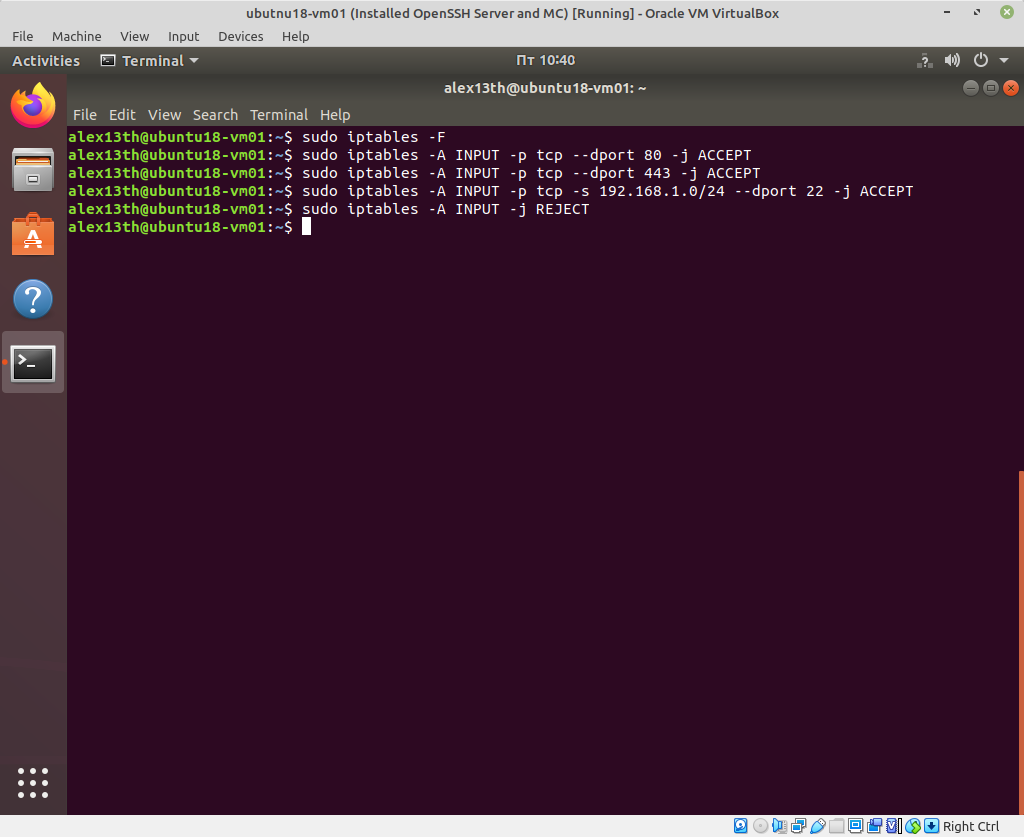 ubutnu18-vm01 (Installed OpenSSH Server and MC) [Running] - Oracle VM VirtualBox
File Machine View Input Devices Help
Activities Terminal Пт 10:40
alex13th@ubuntu18-vm01: ~
File Edit View Search Terminal Help
alex13th@ubuntu18-vm01:~$ sudo iptables -F
alex13th@ubuntu18-vm01:~$ sudo iptables -A INPUT -p tcp --dport 80 -j ACCEPT
alex13th@ubuntu18-vm01:~$ sudo iptables -A INPUT -p tcp --dport 443 -j ACCEPT
alex13th@ubuntu18-vm01:~$ sudo iptables -A INPUT -p tcp -s 192.168.1.0/24 --dport 22 -j ACCEPT
alex13th@ubuntu18-vm01:~$ sudo iptables -A INPUT -j REJECT
alex13th@ubuntu18-vm01:~$
Right Ctrl